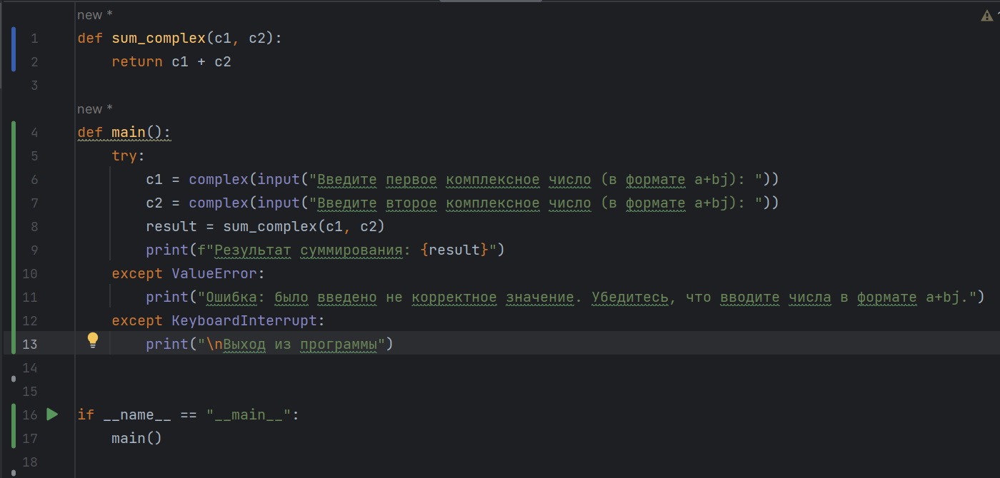 new *
1 def sum_complex(c1, c2):
2     return c1 + c2
3
new *
4 def main():
5     try:
6         c1 = complex(input("Введите первое комплексное число (в формате a+bj): "))
7         c2 = complex(input("Введите второе комплексное число (в формате a+bj): "))
8         result = sum_complex(c1, c2)
9         print(f"Результат суммирования: {result}")
10     except ValueError:
11         print("Ошибка: было введено не корректное значение. Убедитесь, что вводите числа в формате a+bj.")
12     except KeyboardInterrupt:
13         print("\nВыход из программы")
14
15
16 if __name__ == "__main__":
17     main()
18